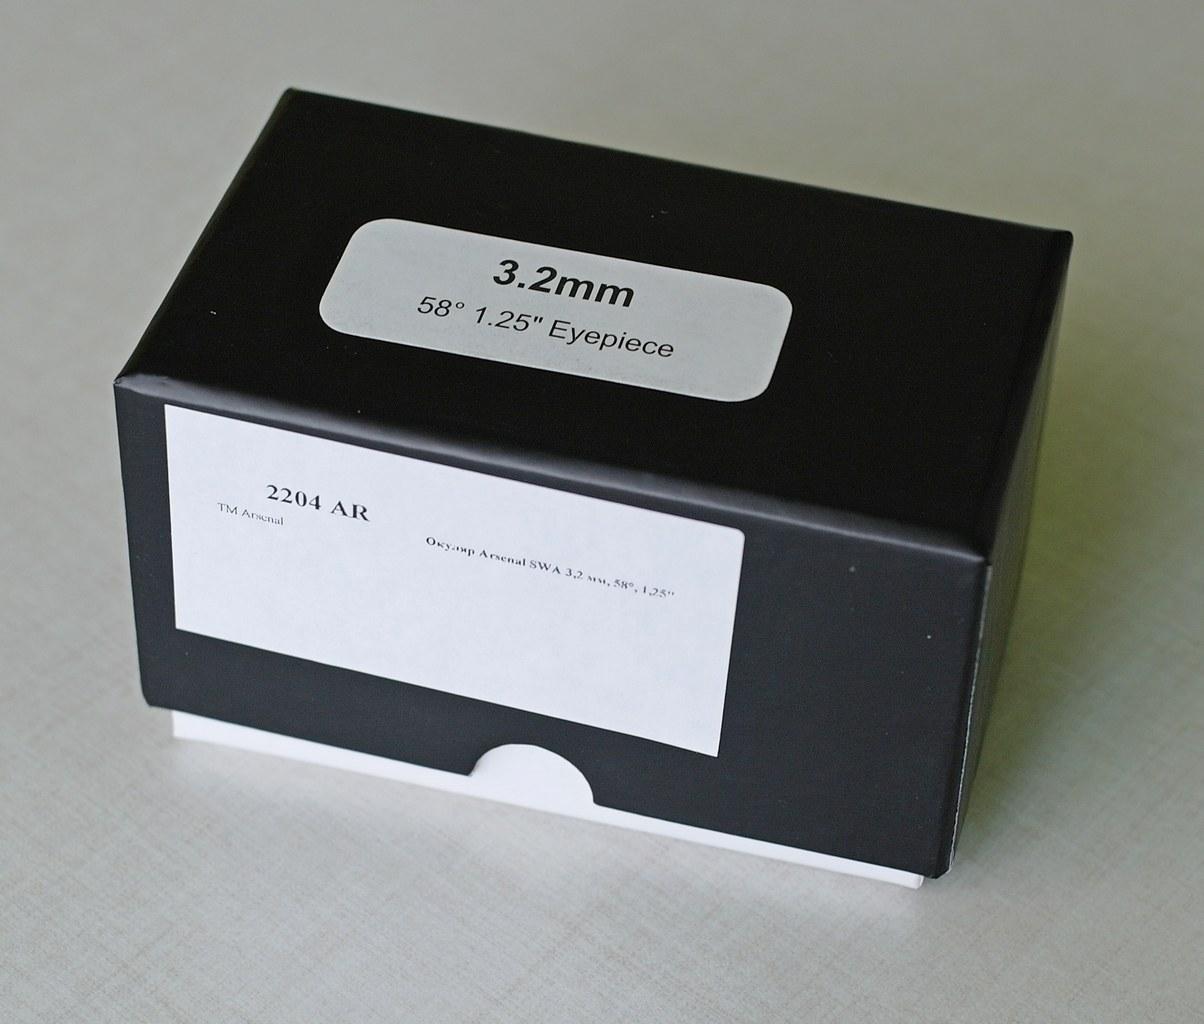 3.2mm
58° 1.25" Eyepiece
2204 AR
TM Arsenal
Окуляр Arsenal SWA 3,2 мм, 58°, 1,25"